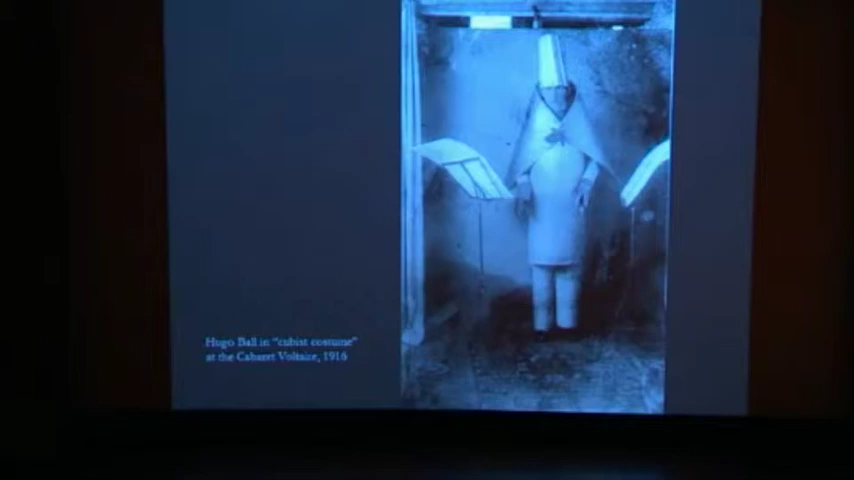 Hugo Ball in "cubist costume"
at the Cabaret Voltaire, 1916